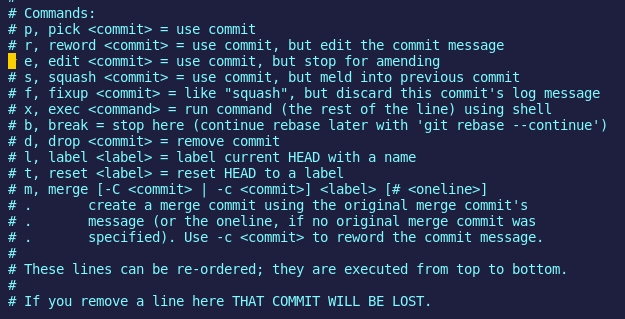 #
# Commands:
# p, pick <commit> = use commit
# r, reword <commit> = use commit, but edit the commit message
# e, edit <commit> = use commit, but stop for amending
# s, squash <commit> = use commit, but meld into previous commit
# f, fixup <commit> = like "squash", but discard this commit's log message
# x, exec <command> = run command (the rest of the line) using shell
# b, break = stop here (continue rebase later with 'git rebase --continue')
# d, drop <commit> = remove commit
# l, label <label> = label current HEAD with a name
# t, reset <label> = reset HEAD to a label
# m, merge [-C <commit> | -c <commit>] <label> [# <oneline>]
# .       create a merge commit using the original merge commit's
# .       message (or the oneline, if no original merge commit was
# .       specified). Use -c <commit> to reword the commit message.
#
# These lines can be re-ordered; they are executed from top to bottom.
#
# If you remove a line here THAT COMMIT WILL BE LOST.